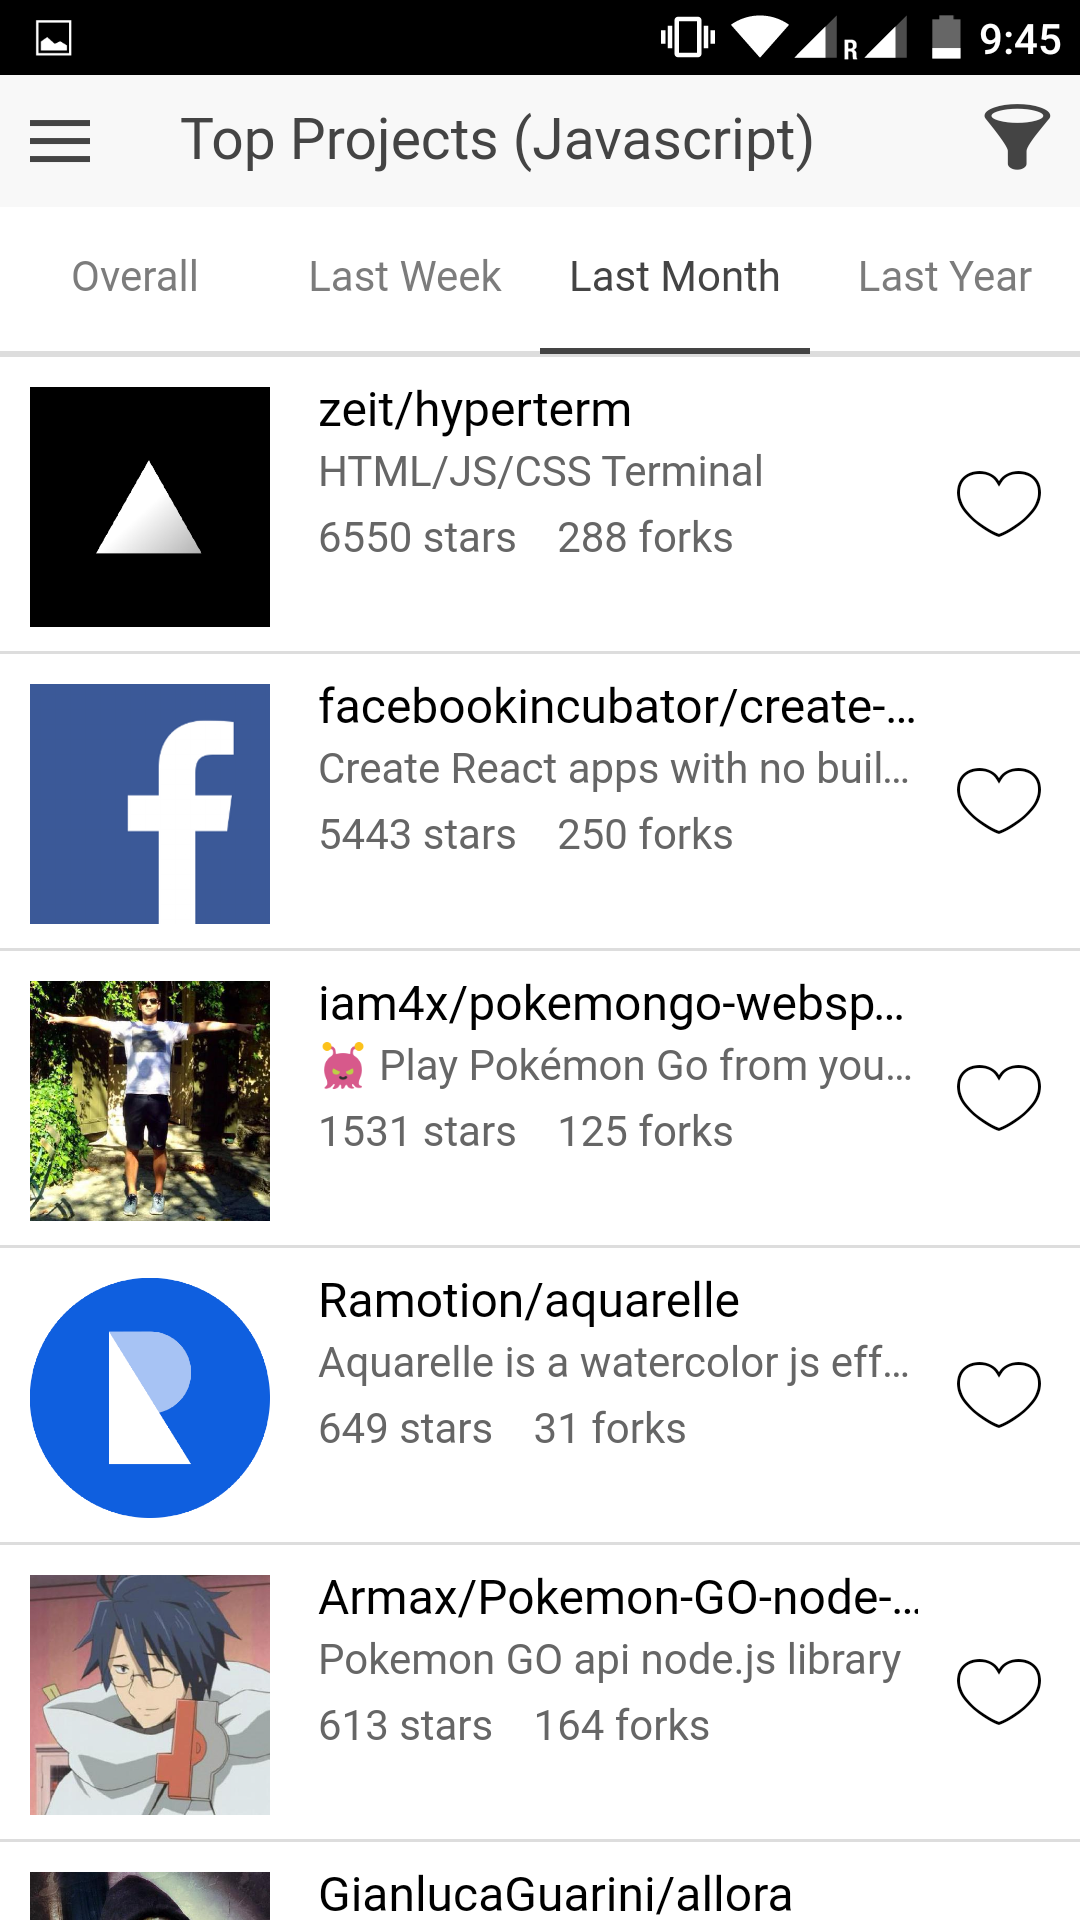 R 9:45
Top Projects (Javascript)
Overall Last Week Last Month Last Year
zeit/hyperterm
HTML/JS/CSS Terminal
6550 stars 288 forks
facebookincubator/create-...
Create React apps with no buil...
5443 stars 250 forks
iam4x/pokemongo-websp...
👾 Play Pokémon Go from you...
1531 stars 125 forks
Ramotion/aquarelle
Aquarelle is a watercolor js eff...
649 stars 31 forks
Armax/Pokemon-GO-node-...
Pokemon GO api node.js library
613 stars 164 forks
GianlucaGuarini/allora